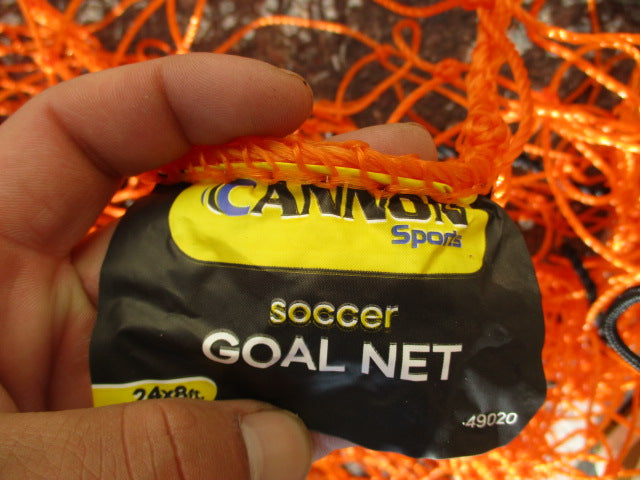 CANNON
Sports
soccer
GOAL NET
24x8ft.
49020